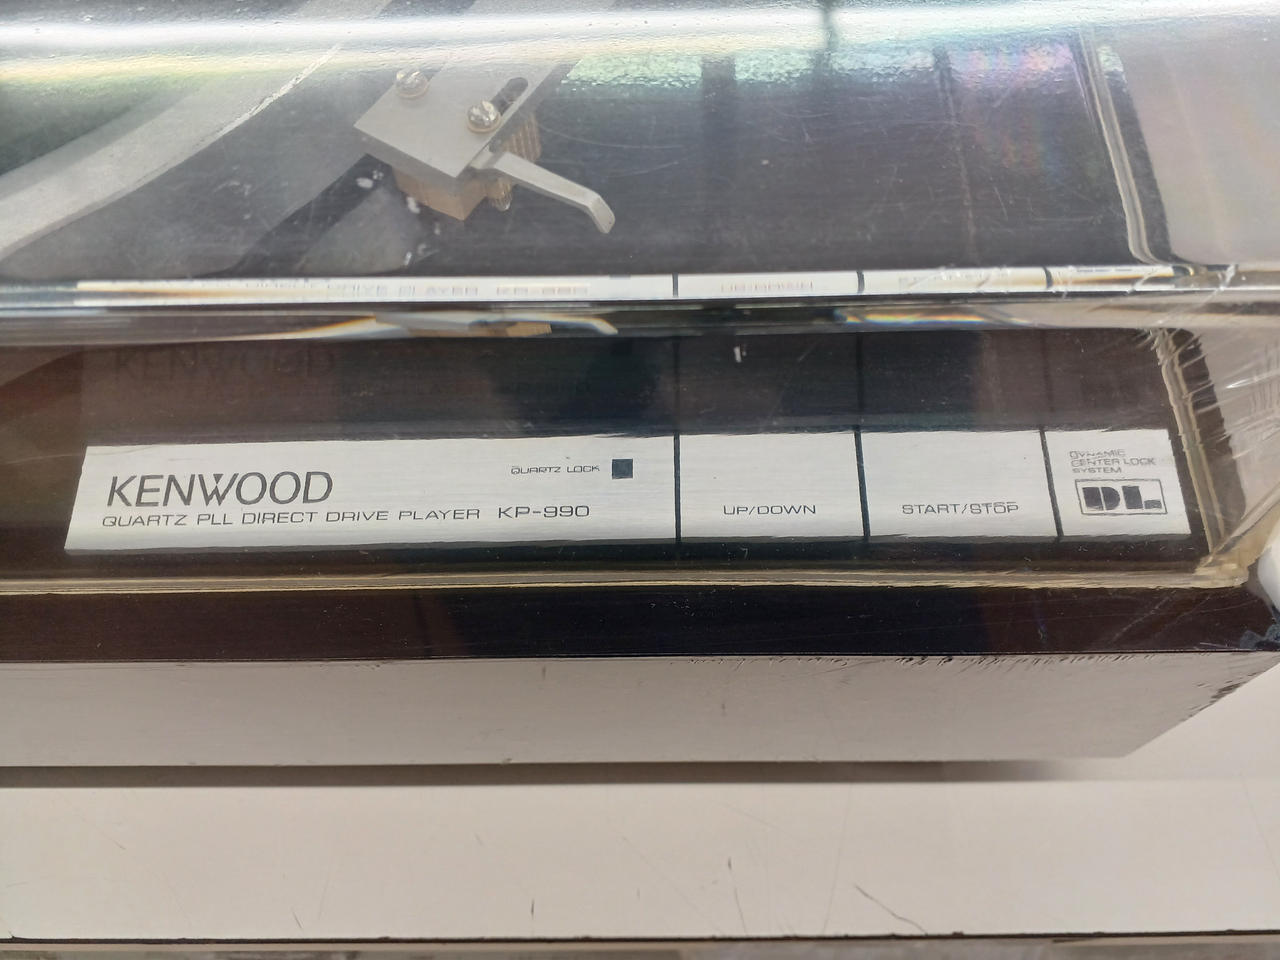 KENWOOD
QUARTZ PLL DIRECT DRIVE PLAYER KP-990
QUARTZ LOCK
UP/DOWN
START/STOP
DYNAMIC
CENTER LOCK
SYSTEM
DL